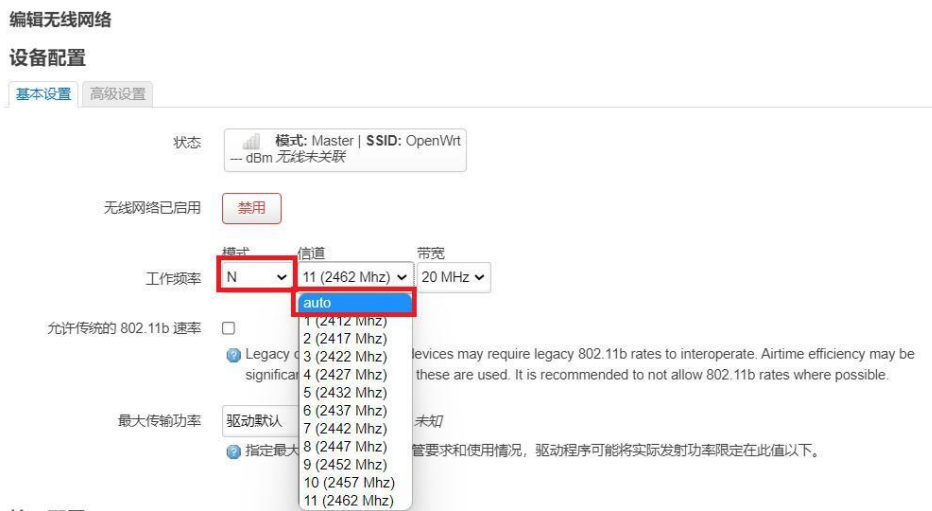 编辑无线网络
设备配置
基本设置 高级设置
状态 模式: Master | SSID: OpenWrt
--- dBm 无线未关联
无线网络已启用 禁用
模式 信道 带宽
工作频率 N 11 (2462 Mhz) 20 MHz
auto
1 (2412 Mhz)
允许传统的 802.11b 速率
2 (2417 Mhz)
Legacy 3 (2422 Mhz) devices may require legacy 802.11b rates to interoperate. Airtime efficiency may be
4 (2427 Mhz) these are used. It is recommended to not allow 802.11b rates where possible.
5 (2432 Mhz)
6 (2437 Mhz)
最大传输功率 驱动默认 未知
7 (2442 Mhz)
指定最大 8 (2447 Mhz) 管要求和使用情况，驱动程序可能将实际发射功率限定在此值以下。
9 (2452 Mhz)
10 (2457 Mhz)
11 (2462 Mhz)